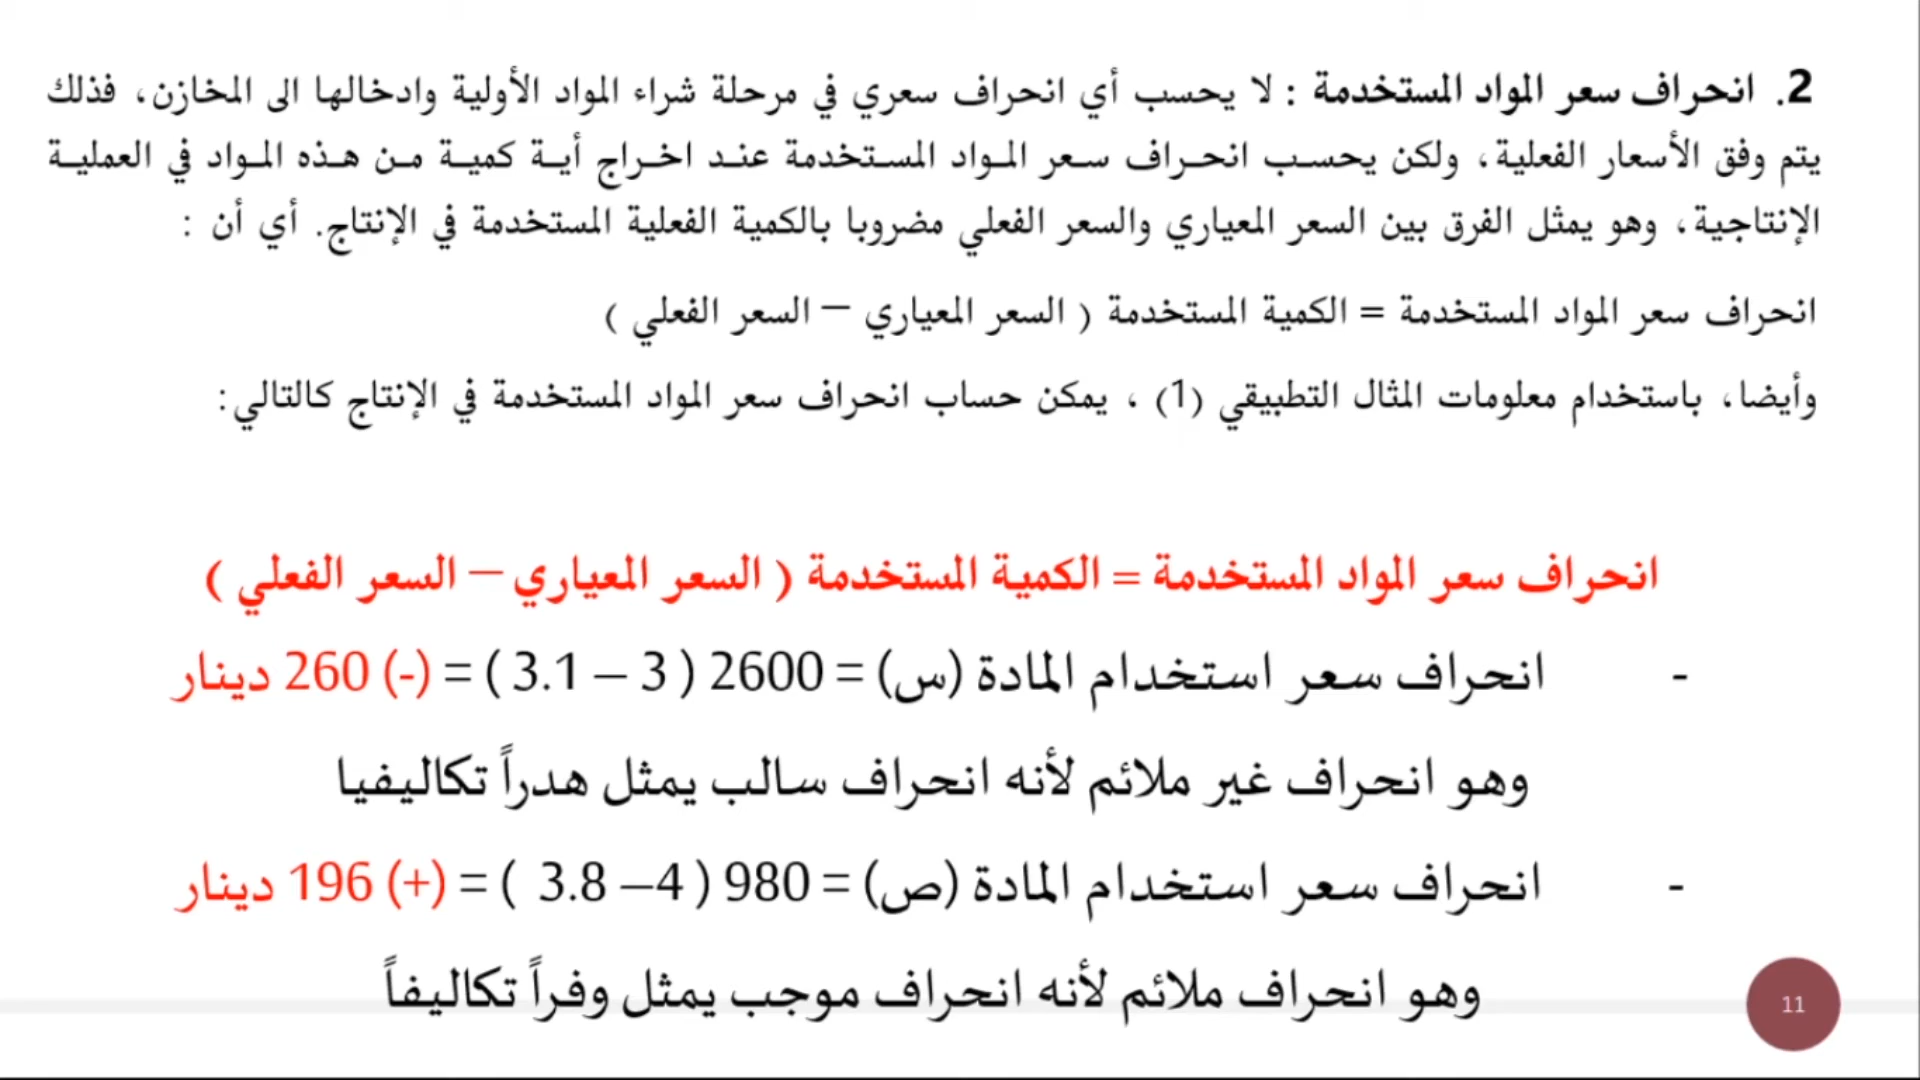 2. انحراف سعر المواد المستخدمة : لا يحسب أي انحراف سعري في مرحلة شراء المواد الأولية وادخالها الى المخازن، فذلك
يتم وفق الأسعار الفعلية، ولكن يحسب انحراف سعر المواد المستخدمة عند اخراج أية كمية من هذه المواد في العملية
الإنتاجية، وهو يمثل الفرق بين السعر المعياري والسعر الفعلي مضروبا بالكمية الفعلية المستخدمة في الإنتاج. أي أن :
انحراف سعر المواد المستخدمة = الكمية المستخدمة ( السعر المعياري – السعر الفعلي )
وأيضا، باستخدام معلومات المثال التطبيقي (1) ، يمكن حساب انحراف سعر المواد المستخدمة في الإنتاج كالتالي:
انحراف سعر المواد المستخدمة = الكمية المستخدمة ( السعر المعياري – السعر الفعلي )
- انحراف سعر استخدام المادة (س) = 2600 ( 3 – 3.1 ) = (-) 260 دينار
وهو انحراف غير ملائم لأنه انحراف سالب يمثل هدراً تكاليفيا
- انحراف سعر استخدام المادة (ص) = 980 ( 4– 3.8 ) = (+) 196 دينار
وهو انحراف ملائم لأنه انحراف موجب يمثل وفراً تكاليفاً
11